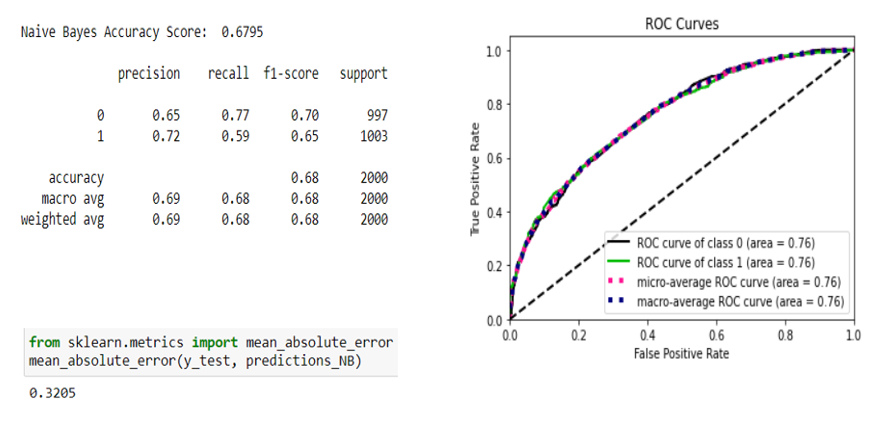 Naive Bayes Accuracy Score: 0.6795
precision recall f1-score support
0 0.65 0.77 0.70 997
1 0.72 0.59 0.65 1003
accuracy 0.68 2000
macro avg 0.69 0.68 0.68 2000
weighted avg 0.69 0.68 0.68 2000
from sklearn.metrics import mean_absolute_error
mean_absolute_error(y_test, predictions_NB)
0.3205
ROC Curves
True Positive Rate
1.0
0.8
0.6
0.4
0.2
0.0
ROC curve of class 0 (area = 0.76)
ROC curve of class 1 (area = 0.76)
micro-average ROC curve (area = 0.76)
macro-average ROC curve (area = 0.76)
0.0 0.2 0.4 0.6 0.8 1.0
False Positive Rate